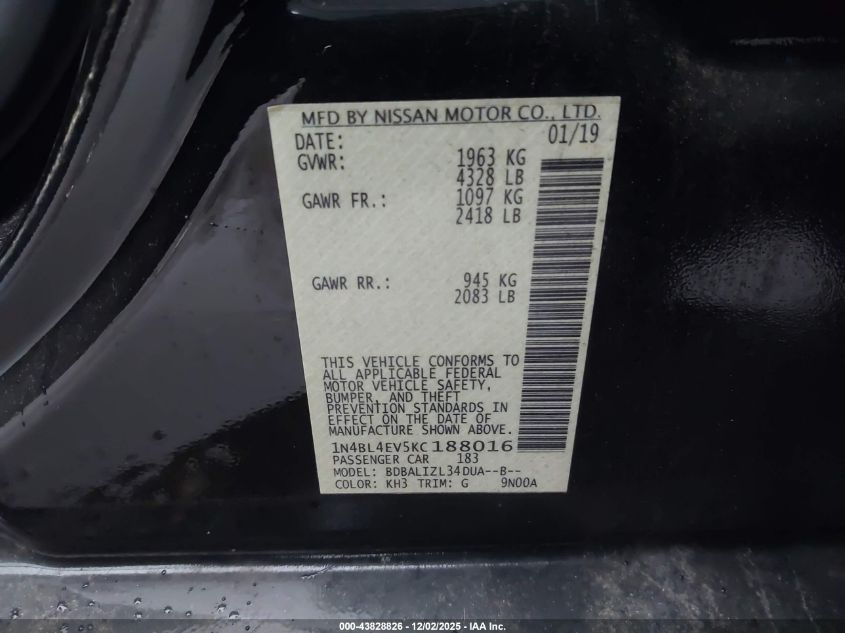 MFD BY NISSAN MOTOR CO., LTD.
DATE: 01/19
GVWR: 1963 KG
4328 LB
GAWR FR.: 1097 KG
2418 LB
GAWR RR.: 945 KG
2083 LB
THIS VEHICLE CONFORMS TO
ALL APPLICABLE FEDERAL
MOTOR VEHICLE SAFETY,
BUMPER, AND THEFT
PREVENTION STANDARDS IN
EFFECT ON THE DATE OF
MANUFACTURE SHOWN ABOVE.
1N4BL4EV5KC188016
PASSENGER CAR 183
MODEL: BDBALIZL34DUA--B--
COLOR: KH3 TRIM: G 9N00A
000-43828826 - 12/02/2025 - IAA Inc.